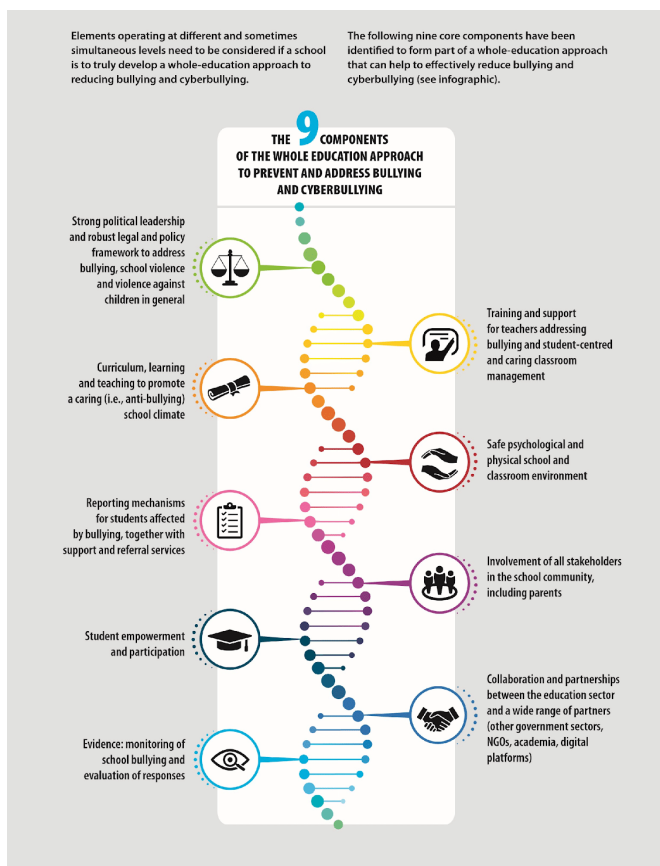 Elements operating at different and sometimes
simultaneous levels need to be considered if a school
is to truly develop a whole-education approach to
reducing bullying and cyberbullying.
The following nine core components have been
identified to form part of a whole-education approach
that can help to effectively reduce bullying and
cyberbullying (see infographic).
THE 9 COMPONENTS
OF THE WHOLE EDUCATION APPROACH
TO PREVENT AND ADDRESS BULLYING
AND CYBERBULLYING
Strong political leadership
and robust legal and policy
framework to address
bullying, school violence
and violence against
children in general
Training and support
for teachers addressing
bullying and student-centred
and caring classroom
management
Curriculum, learning
and teaching to promote
a caring (i.e., anti-bullying)
school climate
Safe psychological and
physical school and
classroom environment
Reporting mechanisms
for students affected
by bullying, together with
support and referral services
Involvement of all stakeholders
in the school community,
including parents
Student empowerment
and participation
Collaboration and partnerships
between the education sector
and a wide range of partners
(other government sectors,
NGOs, academia, digital
platforms)
Evidence: monitoring of
school bullying and
evaluation of responses